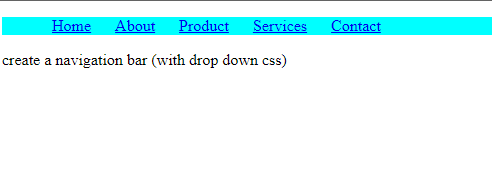 Home About Product Services Contact
create a navigation bar (with drop down css)